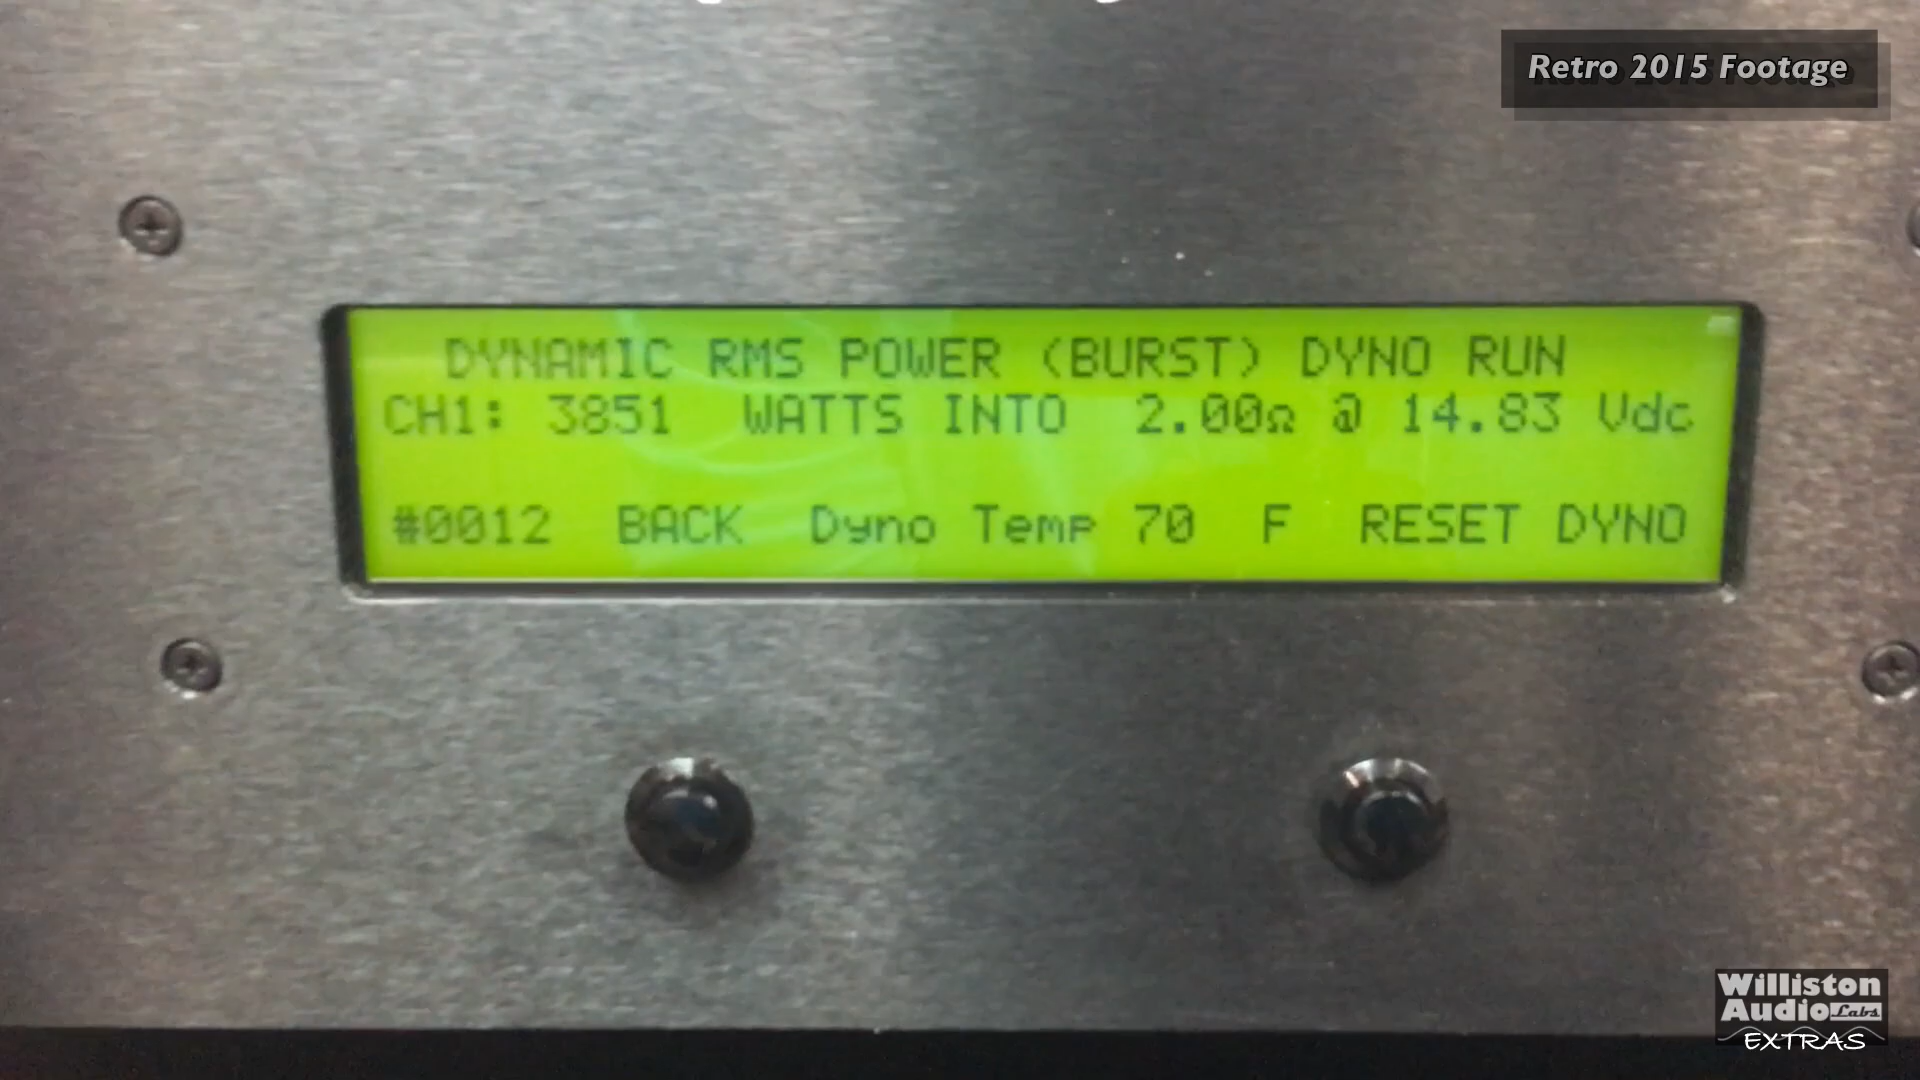 Retro 2015 Footage
DYNAMIC RMS POWER (BURST) DYNO RUN
CH1: 3851 WATTS INTO 2.00Ω @ 14.83 Vdc
#0012 BACK Dyno Temp 70 F RESET DYNO
Williston
Audio Labs
EXTRAS